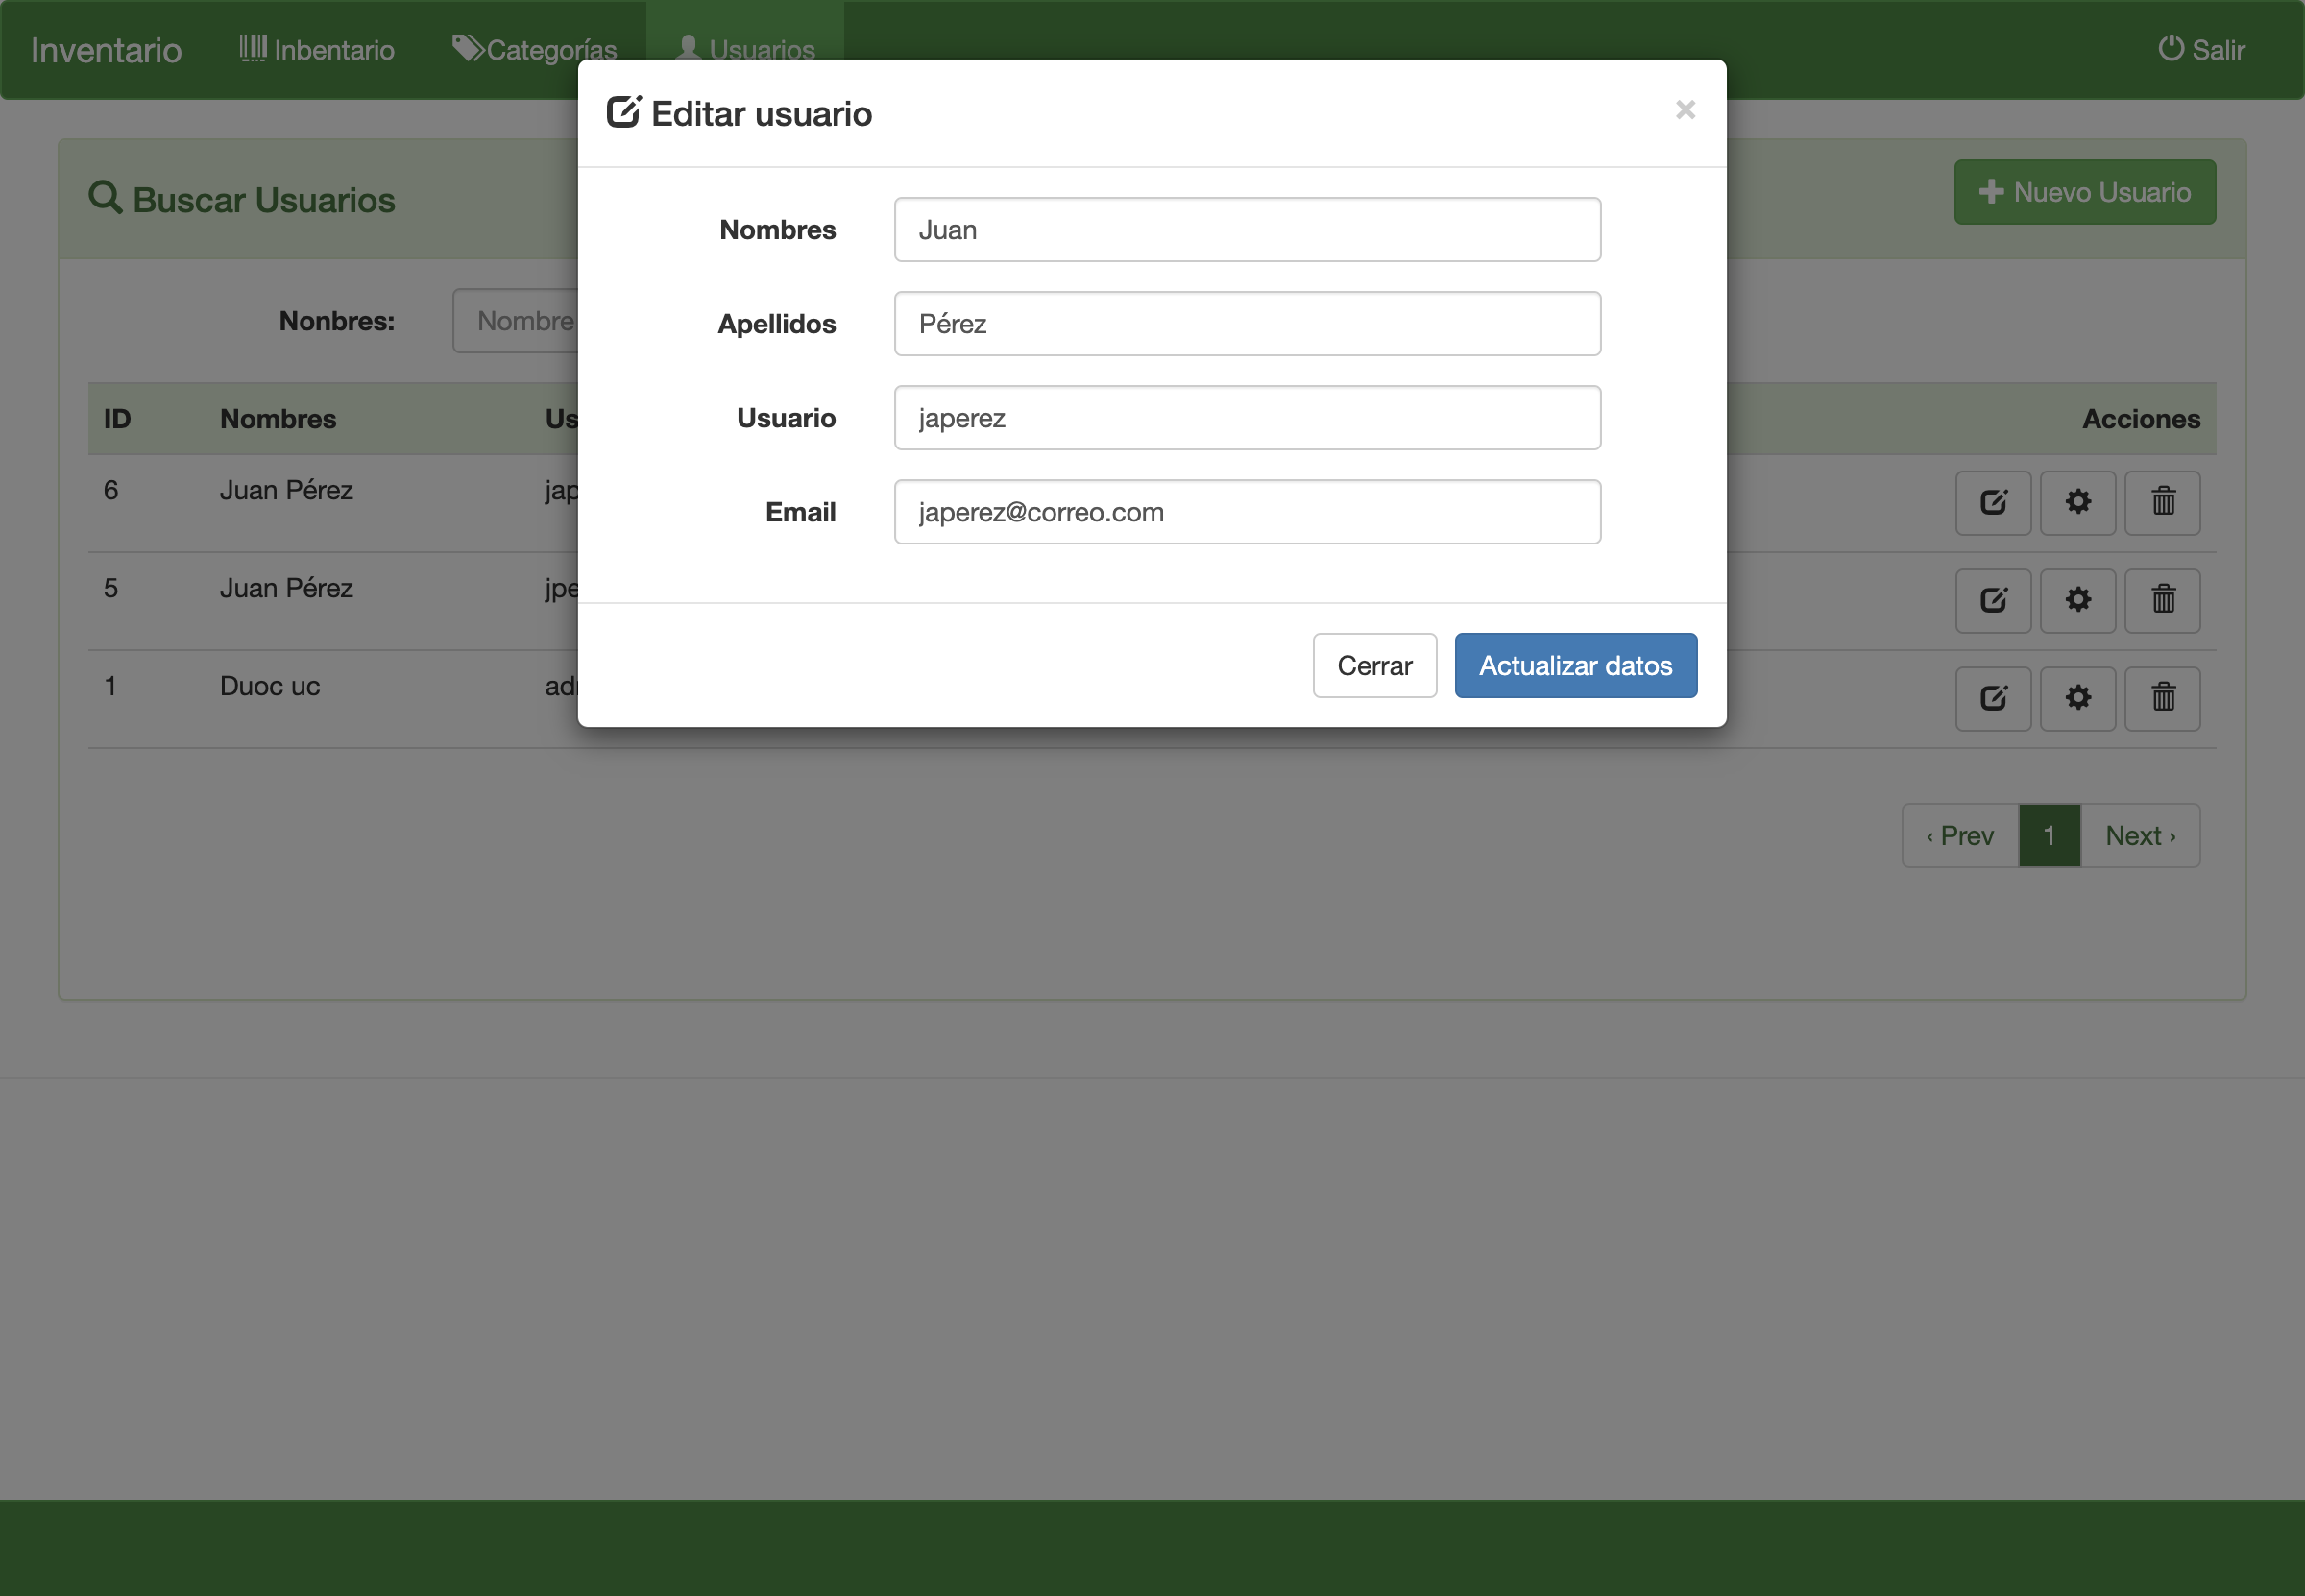 Inventario Inbentario Categorías Usuarios Salir
Editar usuario ×
Buscar Usuarios Nuevo Usuario
Nombres Juan
Nonbres: Nombre
Apellidos Pérez
ID Nombres Us Acciones
Usuario japerez
6 Juan Pérez jap
Email japerez@correo.com
5 Juan Pérez jpe
Cerrar Actualizar datos
1 Duoc uc adr
‹ Prev 1 Next ›